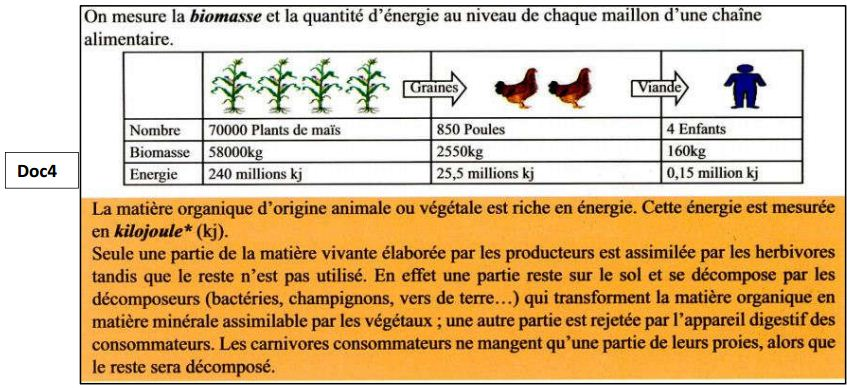 On mesure la biomasse et la quantité d'énergie au niveau de chaque maillon d'une chaîne
alimentaire.
Graines
Viande
Nombre 70000 Plants de maïs 850 Poules 4 Enfants
Biomasse 58000kg 2550kg 160kg
Energie 240 millions kj 25,5 millions kj 0,15 million kj
Doc4
La matière organique d'origine animale ou végétale est riche en énergie. Cette énergie est mesurée
en kilojoule* (kj).
Seule une partie de la matière vivante élaborée par les producteurs est assimilée par les herbivores
tandis que le reste n'est pas utilisé. En effet une partie reste sur le sol et se décompose par les
décomposeurs (bactéries, champignons, vers de terre…) qui transforment la matière organique en
matière minérale assimilable par les végétaux ; une autre partie est rejetée par l'appareil digestif des
consommateurs. Les carnivores consommateurs ne mangent qu'une partie de leurs proies, alors que
le reste sera décomposé.